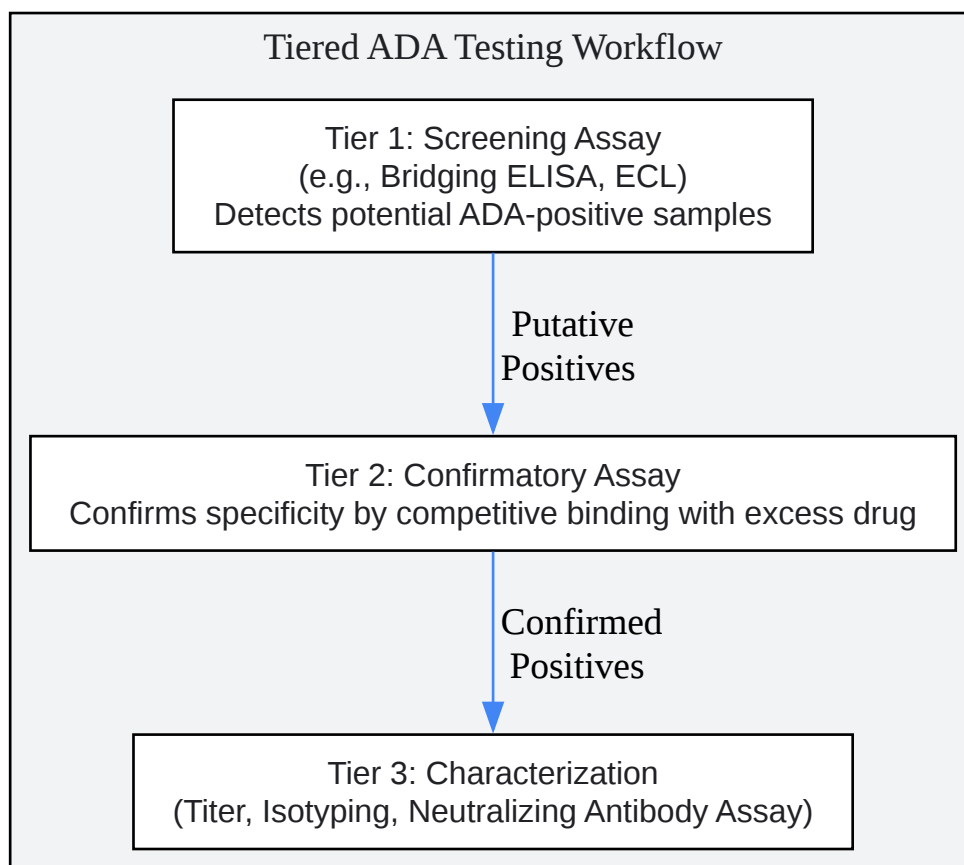 Tiered ADA Testing Workflow
Tier 1: Screening Assay
(e.g., Bridging ELISA, ECL)
Detects potential ADA-positive samples
Putative
Positives
Tier 2: Confirmatory Assay
Confirms specificity by competitive binding with excess drug
Confirmed
Positives
Tier 3: Characterization
(Titer, Isotyping, Neutralizing Antibody Assay)